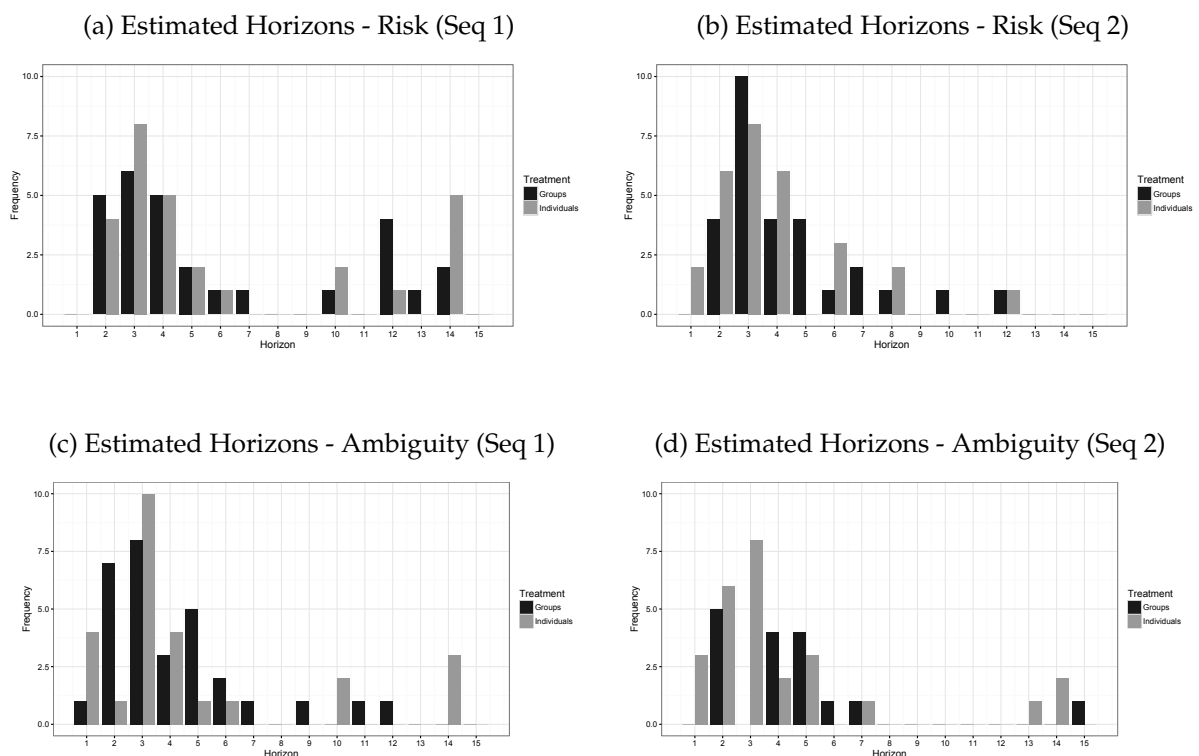 (a) Estimated Horizons - Risk (Seq 1)
10.0
7.5
5.0
2.5
0.0
Frequency
1 2 3 4 5 6 7 8 9 10 11 12 13 14 15
Horizon
Treatment
Groups
Individuals
(b) Estimated Horizons - Risk (Seq 2)
10.0
7.5
5.0
2.5
0.0
Frequency
1 2 3 4 5 6 7 8 9 10 11 12 13 14 15
Horizon
Treatment
Groups
Individuals
(c) Estimated Horizons - Ambiguity (Seq 1)
10.0
7.5
5.0
2.5
0.0
Frequency
1 2 3 4 5 6 7 8 9 10 11 12 13 14 15
Horizon
Treatment
Groups
Individuals
(d) Estimated Horizons - Ambiguity (Seq 2)
10.0
7.5
5.0
2.5
0.0
Frequency
1 2 3 4 5 6 7 8 9 10 11 12 13 14 15
Horizon
Treatment
Groups
Individuals